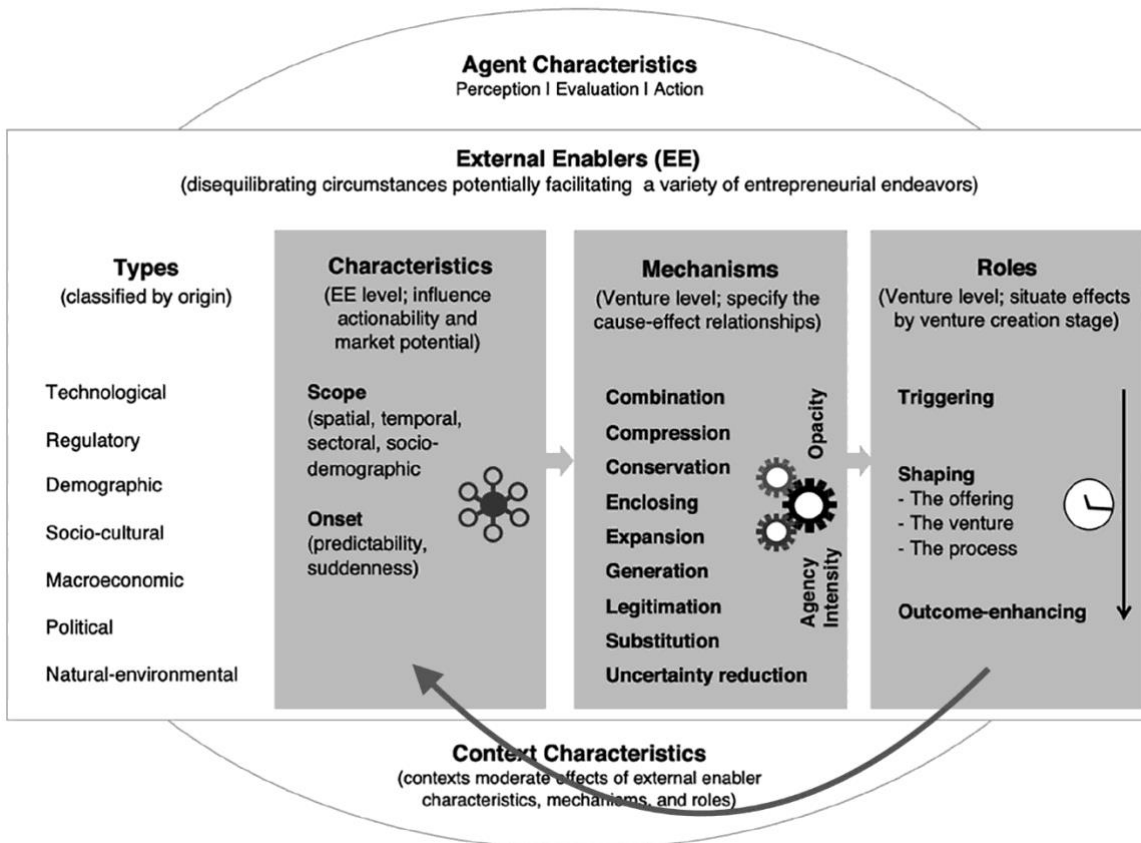 Agent Characteristics
Perception I Evaluation I Action
External Enablers (EE)
(disequilibrating circumstances potentially facilitating a variety of entrepreneurial endeavors)
Types
(classified by origin)
Technological
Regulatory
Demographic
Socio-cultural
Macroeconomic
Political
Natural-environmental
Characteristics
(EE level; influence
actionability and
market potential)
Scope
(spatial, temporal,
sectoral, socio-
demographic
Onset
(predictability,
suddenness)
Mechanisms
(Venture level; specify the
cause-effect relationships)
Combination
Compression
Conservation
Enclosing
Expansion
Generation
Legitimation
Substitution
Uncertainty reduction
Opacity
Agency
Intensity
Roles
(Venture level; situate effects
by venture creation stage)
Triggering
Shaping
- The offering
- The venture
- The process
Outcome-enhancing
Context Characteristics
(contexts moderate effects of external enabler
characteristics, mechanisms, and roles)